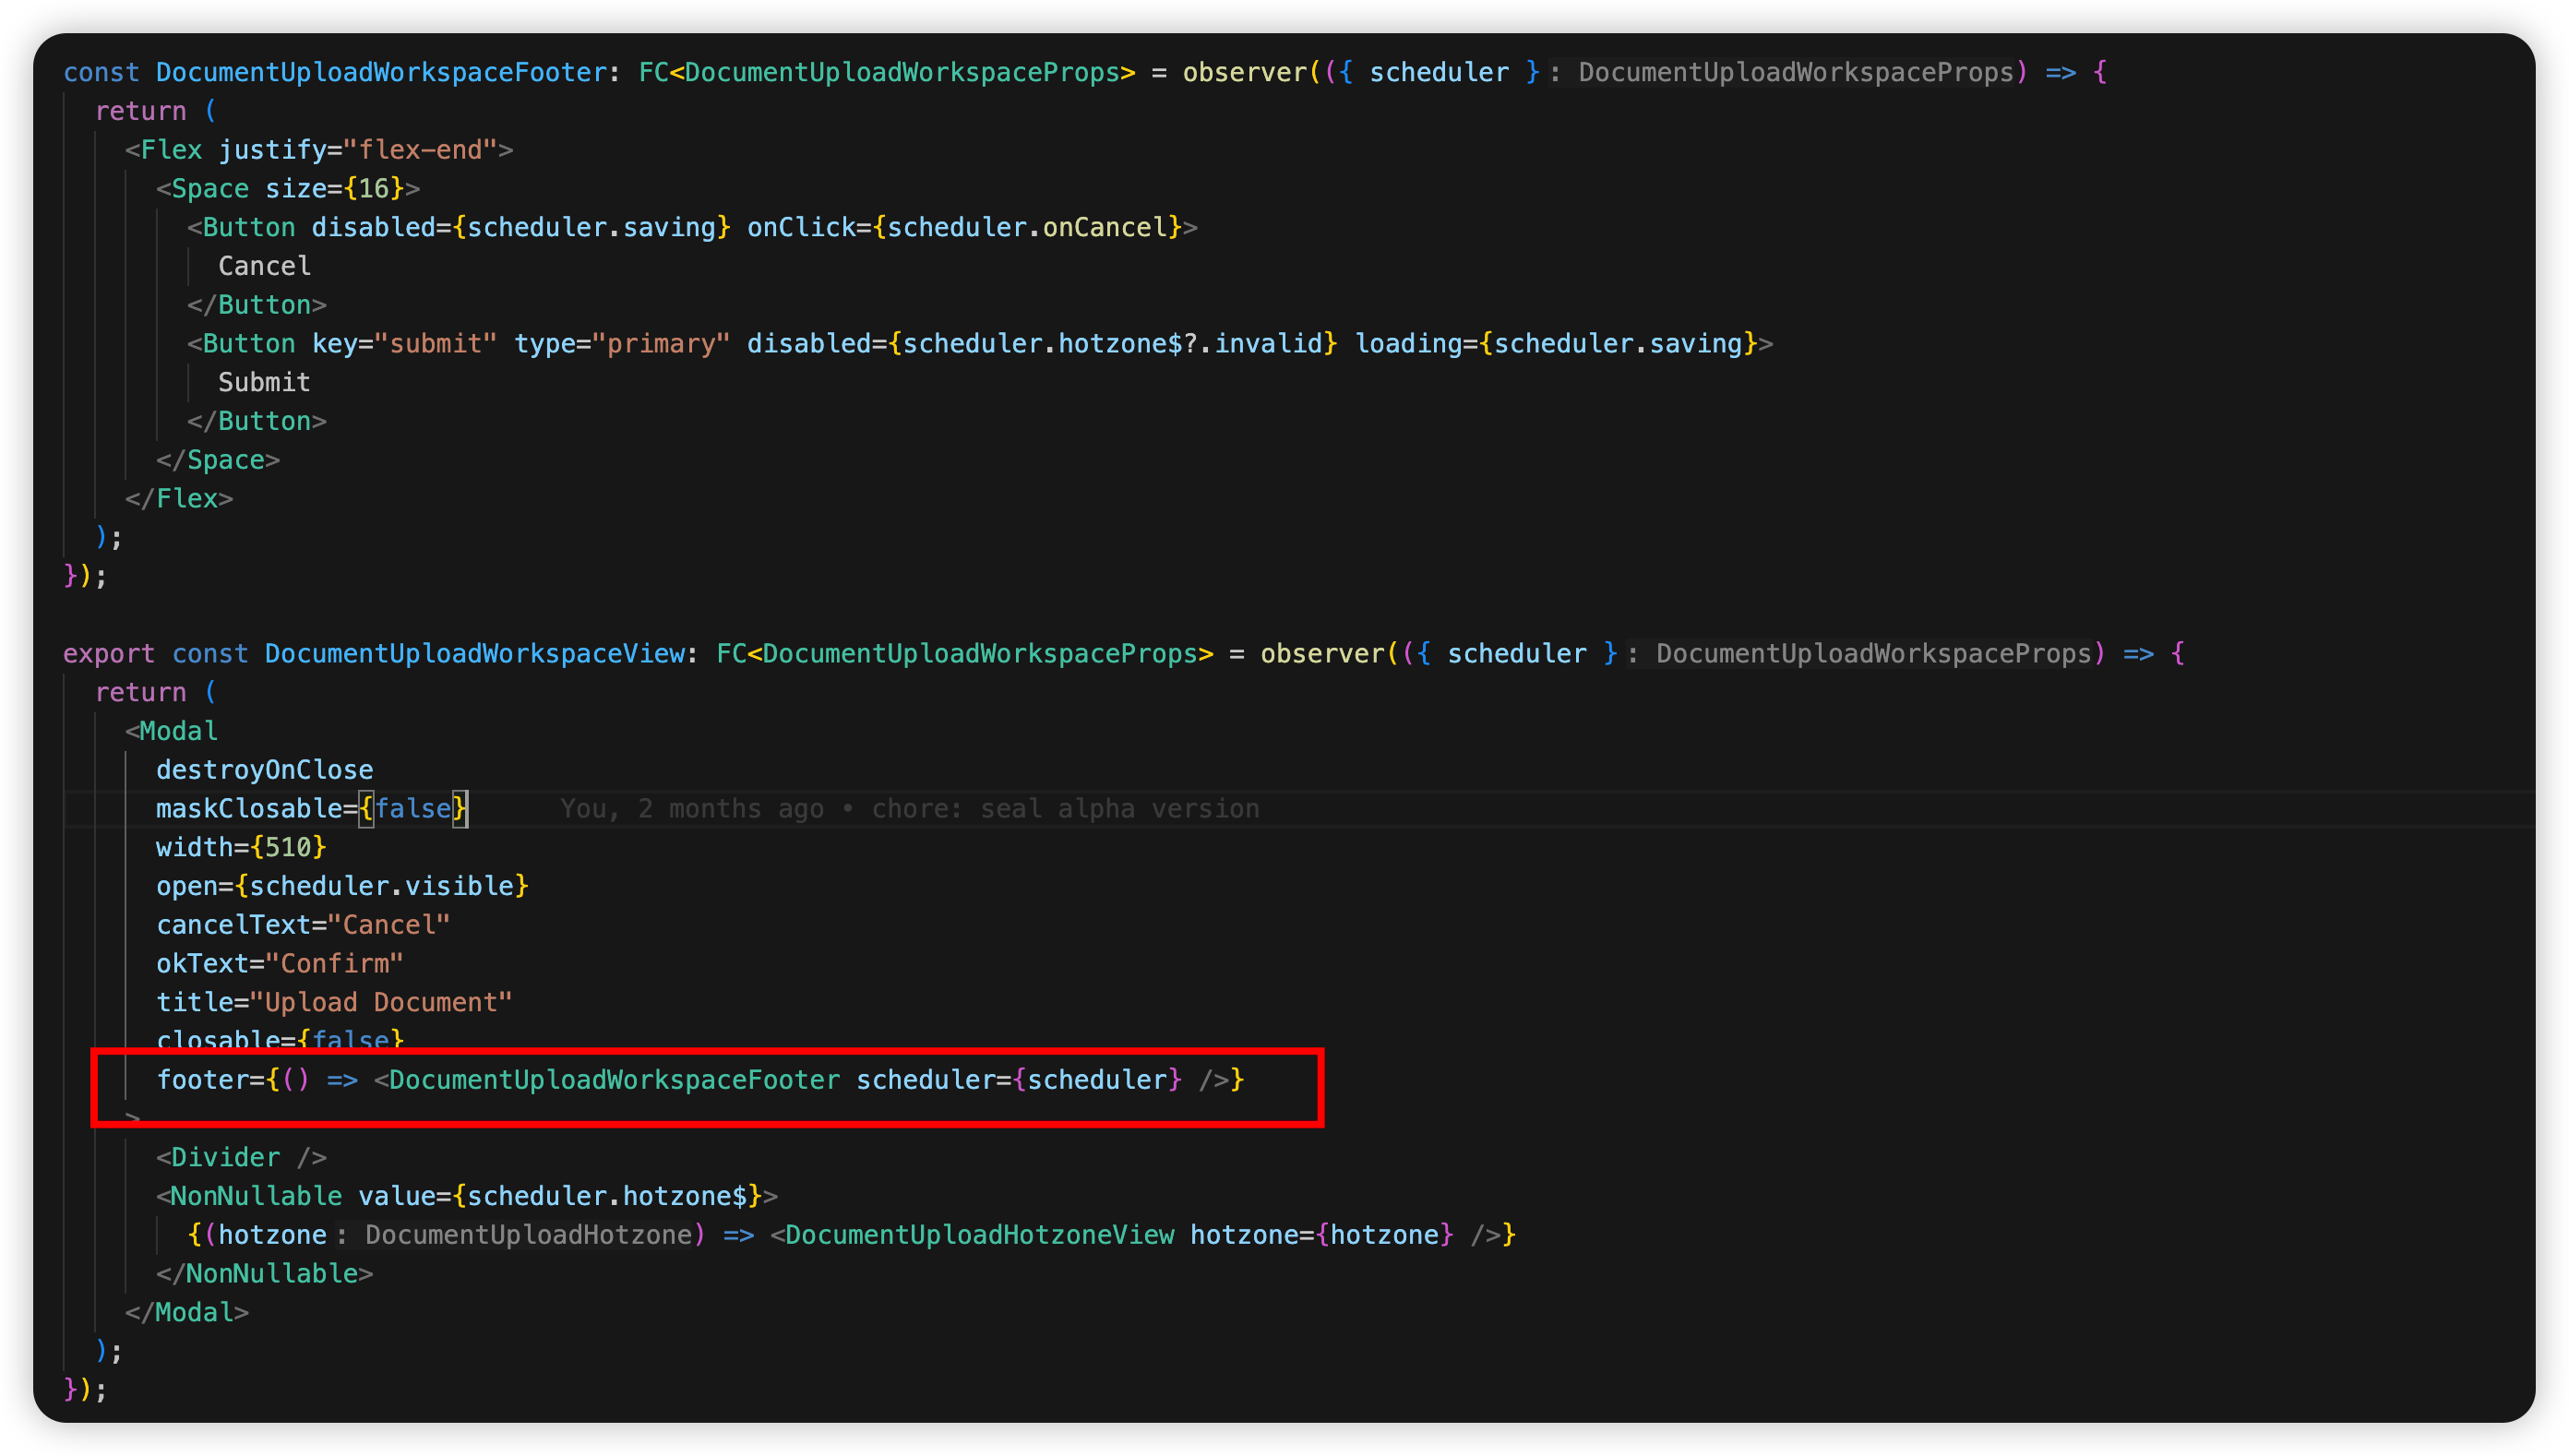 const DocumentUploadWorkspaceFooter: FC<DocumentUploadWorkspaceProps> = observer(({ scheduler }: DocumentUploadWorkspaceProps) => {
return (
<Flex justify="flex-end">
<Space size={16}>
<Button disabled={scheduler.saving} onClick={scheduler.onCancel}>
Cancel
</Button>
<Button key="submit" type="primary" disabled={scheduler.hotzone$?.invalid} loading={scheduler.saving}>
Submit
</Button>
</Space>
</Flex>
);
});
export const DocumentUploadWorkspaceView: FC<DocumentUploadWorkspaceProps> = observer(({ scheduler }: DocumentUploadWorkspaceProps) => {
return (
<Modal
destroyOnClose
maskClosable={false} You, 2 months ago • chore: seal alpha version
width={510}
open={scheduler.visible}
cancelText="Cancel"
okText="Confirm"
title="Upload Document"
closable={false}
footer={() => <DocumentUploadWorkspaceFooter scheduler={scheduler} />}
>
<Divider />
<NonNullable value={scheduler.hotzone$}>
{(hotzone: DocumentUploadHotzone) => <DocumentUploadHotzoneView hotzone={hotzone} />}
</NonNullable>
</Modal>
);
});